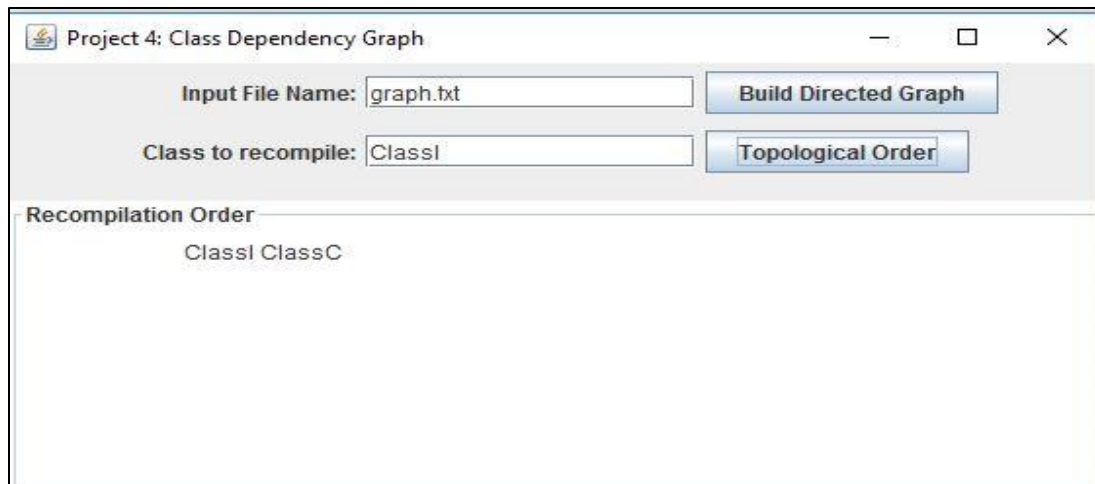 Project 4: Class Dependency Graph
Input File Name: graph.txt Build Directed Graph
Class to recompile: ClassI Topological Order
Recompilation Order
ClassI ClassC